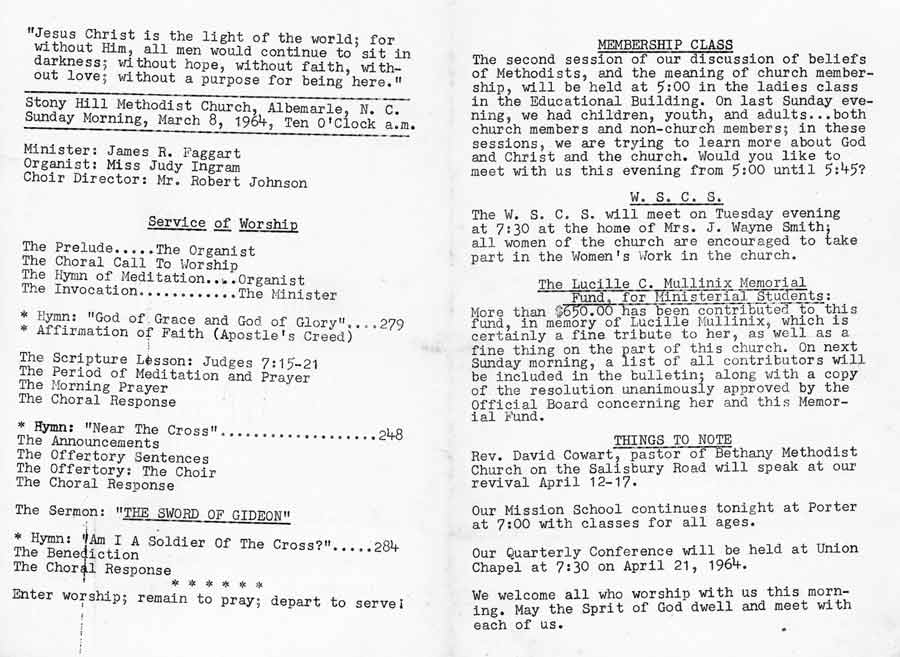 "Jesus Christ is the light of the world; for
without Him, all men would continue to sit in
darkness; without hope, without faith, with-
out love; without a purpose for being here."
Stony Hill Methodist Church, Albemarle, N. C.
Sunday Morning, March 8, 1964, Ten O'Clock a.m.
Minister: James R. Faggart
Organist: Miss Judy Ingram
Choir Director: Mr. Robert Johnson
Service of Worship
The Prelude.....The Organist
The Choral Call To Worship
The Hymn of Meditation....Organist
The Invocation............The Minister
* Hymn: "God of Grace and God of Glory"....279
* Affirmation of Faith (Apostle's Creed)
The Scripture Lesson: Judges 7:15-21
The Period of Meditation and Prayer
The Morning Prayer
The Choral Response
* Hymn: "Near The Cross"...................248
The Announcements
The Offertory Sentences
The Offertory: The Choir
The Choral Response
The Sermon: "THE SWORD OF GIDEON"
* Hymn: "Am I A Soldier Of The Cross?".....284
The Benediction
The Choral Response
* * * * * *
Enter worship; remain to pray; depart to serve!
MEMBERSHIP CLASS
The second session of our discussion of beliefs
of Methodists, and the meaning of church member-
ship, will be held at 5:00 in the ladies class
in the Educational Building. On last Sunday eve-
ning, we had children, youth, and adults...both
church members and non-church members; in these
sessions, we are trying to learn more about God
and Christ and the church. Would you like to
meet with us this evening from 5:00 until 5:45?
W. S. C. S.
The W. S. C. S. will meet on Tuesday evening
at 7:30 at the home of Mrs. J. Wayne Smith;
all women of the church are encouraged to take
part in the Women's Work in the church.
The Lucille C. Mullinix Memorial
Fund, for Ministerial Students:
More than $650.00 has been contributed to this
fund, in memory of Lucille Mullinix, which is
certainly a fine tribute to her, as well as a
fine thing on the part of this church. On next
Sunday morning, a list of all contributors will
be included in the bulletin; along with a copy
of the resolution unanimously approved by the
Official Board concerning her and this Memor-
ial Fund.
THINGS TO NOTE
Rev. David Cowart, pastor of Bethany Methodist
Church on the Salisbury Road will speak at our
revival April 12-17.
Our Mission School continues tonight at Porter
at 7:00 with classes for all ages.
Our Quarterly Conference will be held at Union
Chapel at 7:30 on April 21, 1964.
We welcome all who worship with us this morn-
ing. May the Sprit of God dwell and meet with
each of us.